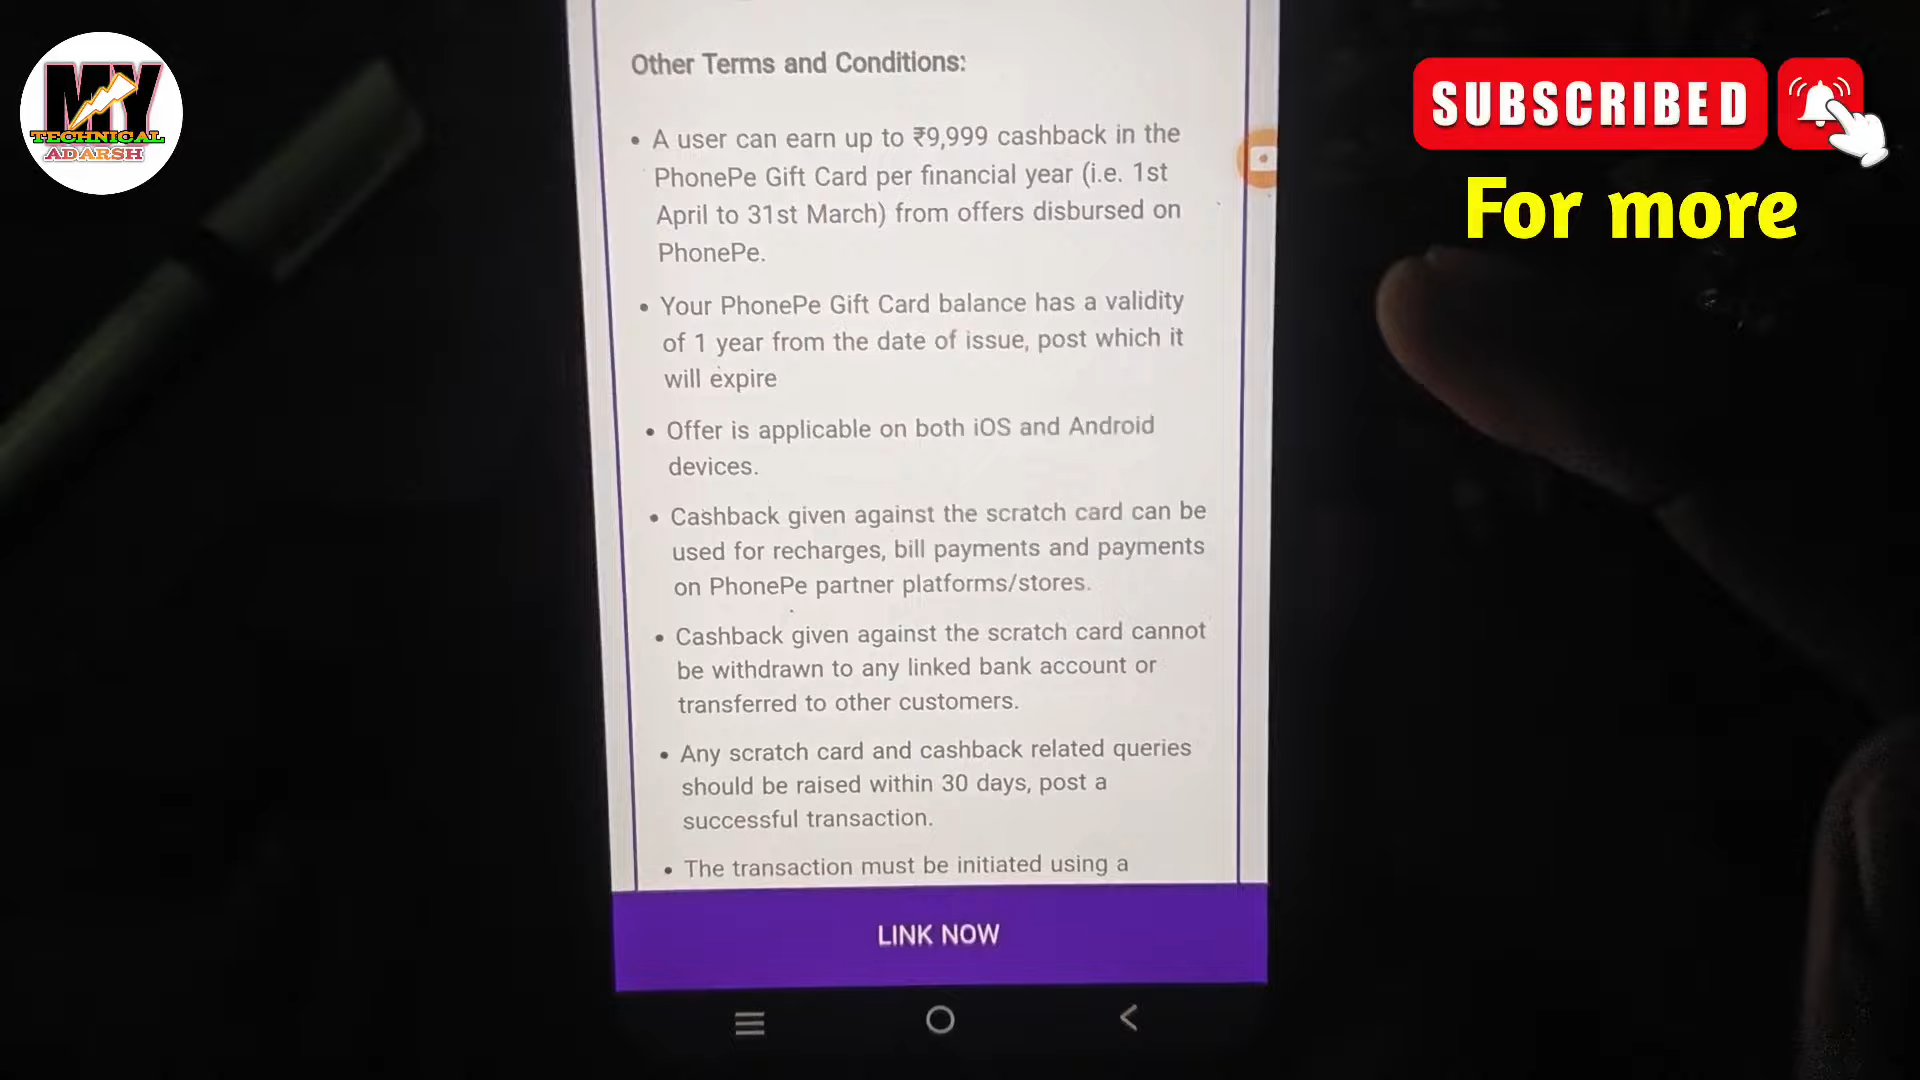 MY
TECHNICAL
ADARSH
SUBSCRIBED
For more
Other Terms and Conditions:
• A user can earn up to ₹9,999 cashback in the
PhonePe Gift Card per financial year (i.e. 1st
April to 31st March) from offers disbursed on
PhonePe.
• Your PhonePe Gift Card balance has a validity
of 1 year from the date of issue, post which it
will expire
• Offer is applicable on both iOS and Android
devices.
• Cashback given against the scratch card can be
used for recharges, bill payments and payments
on PhonePe partner platforms/stores.
• Cashback given against the scratch card cannot
be withdrawn to any linked bank account or
transferred to other customers.
• Any scratch card and cashback related queries
should be raised within 30 days, post a
successful transaction.
• The transaction must be initiated using a
LINK NOW